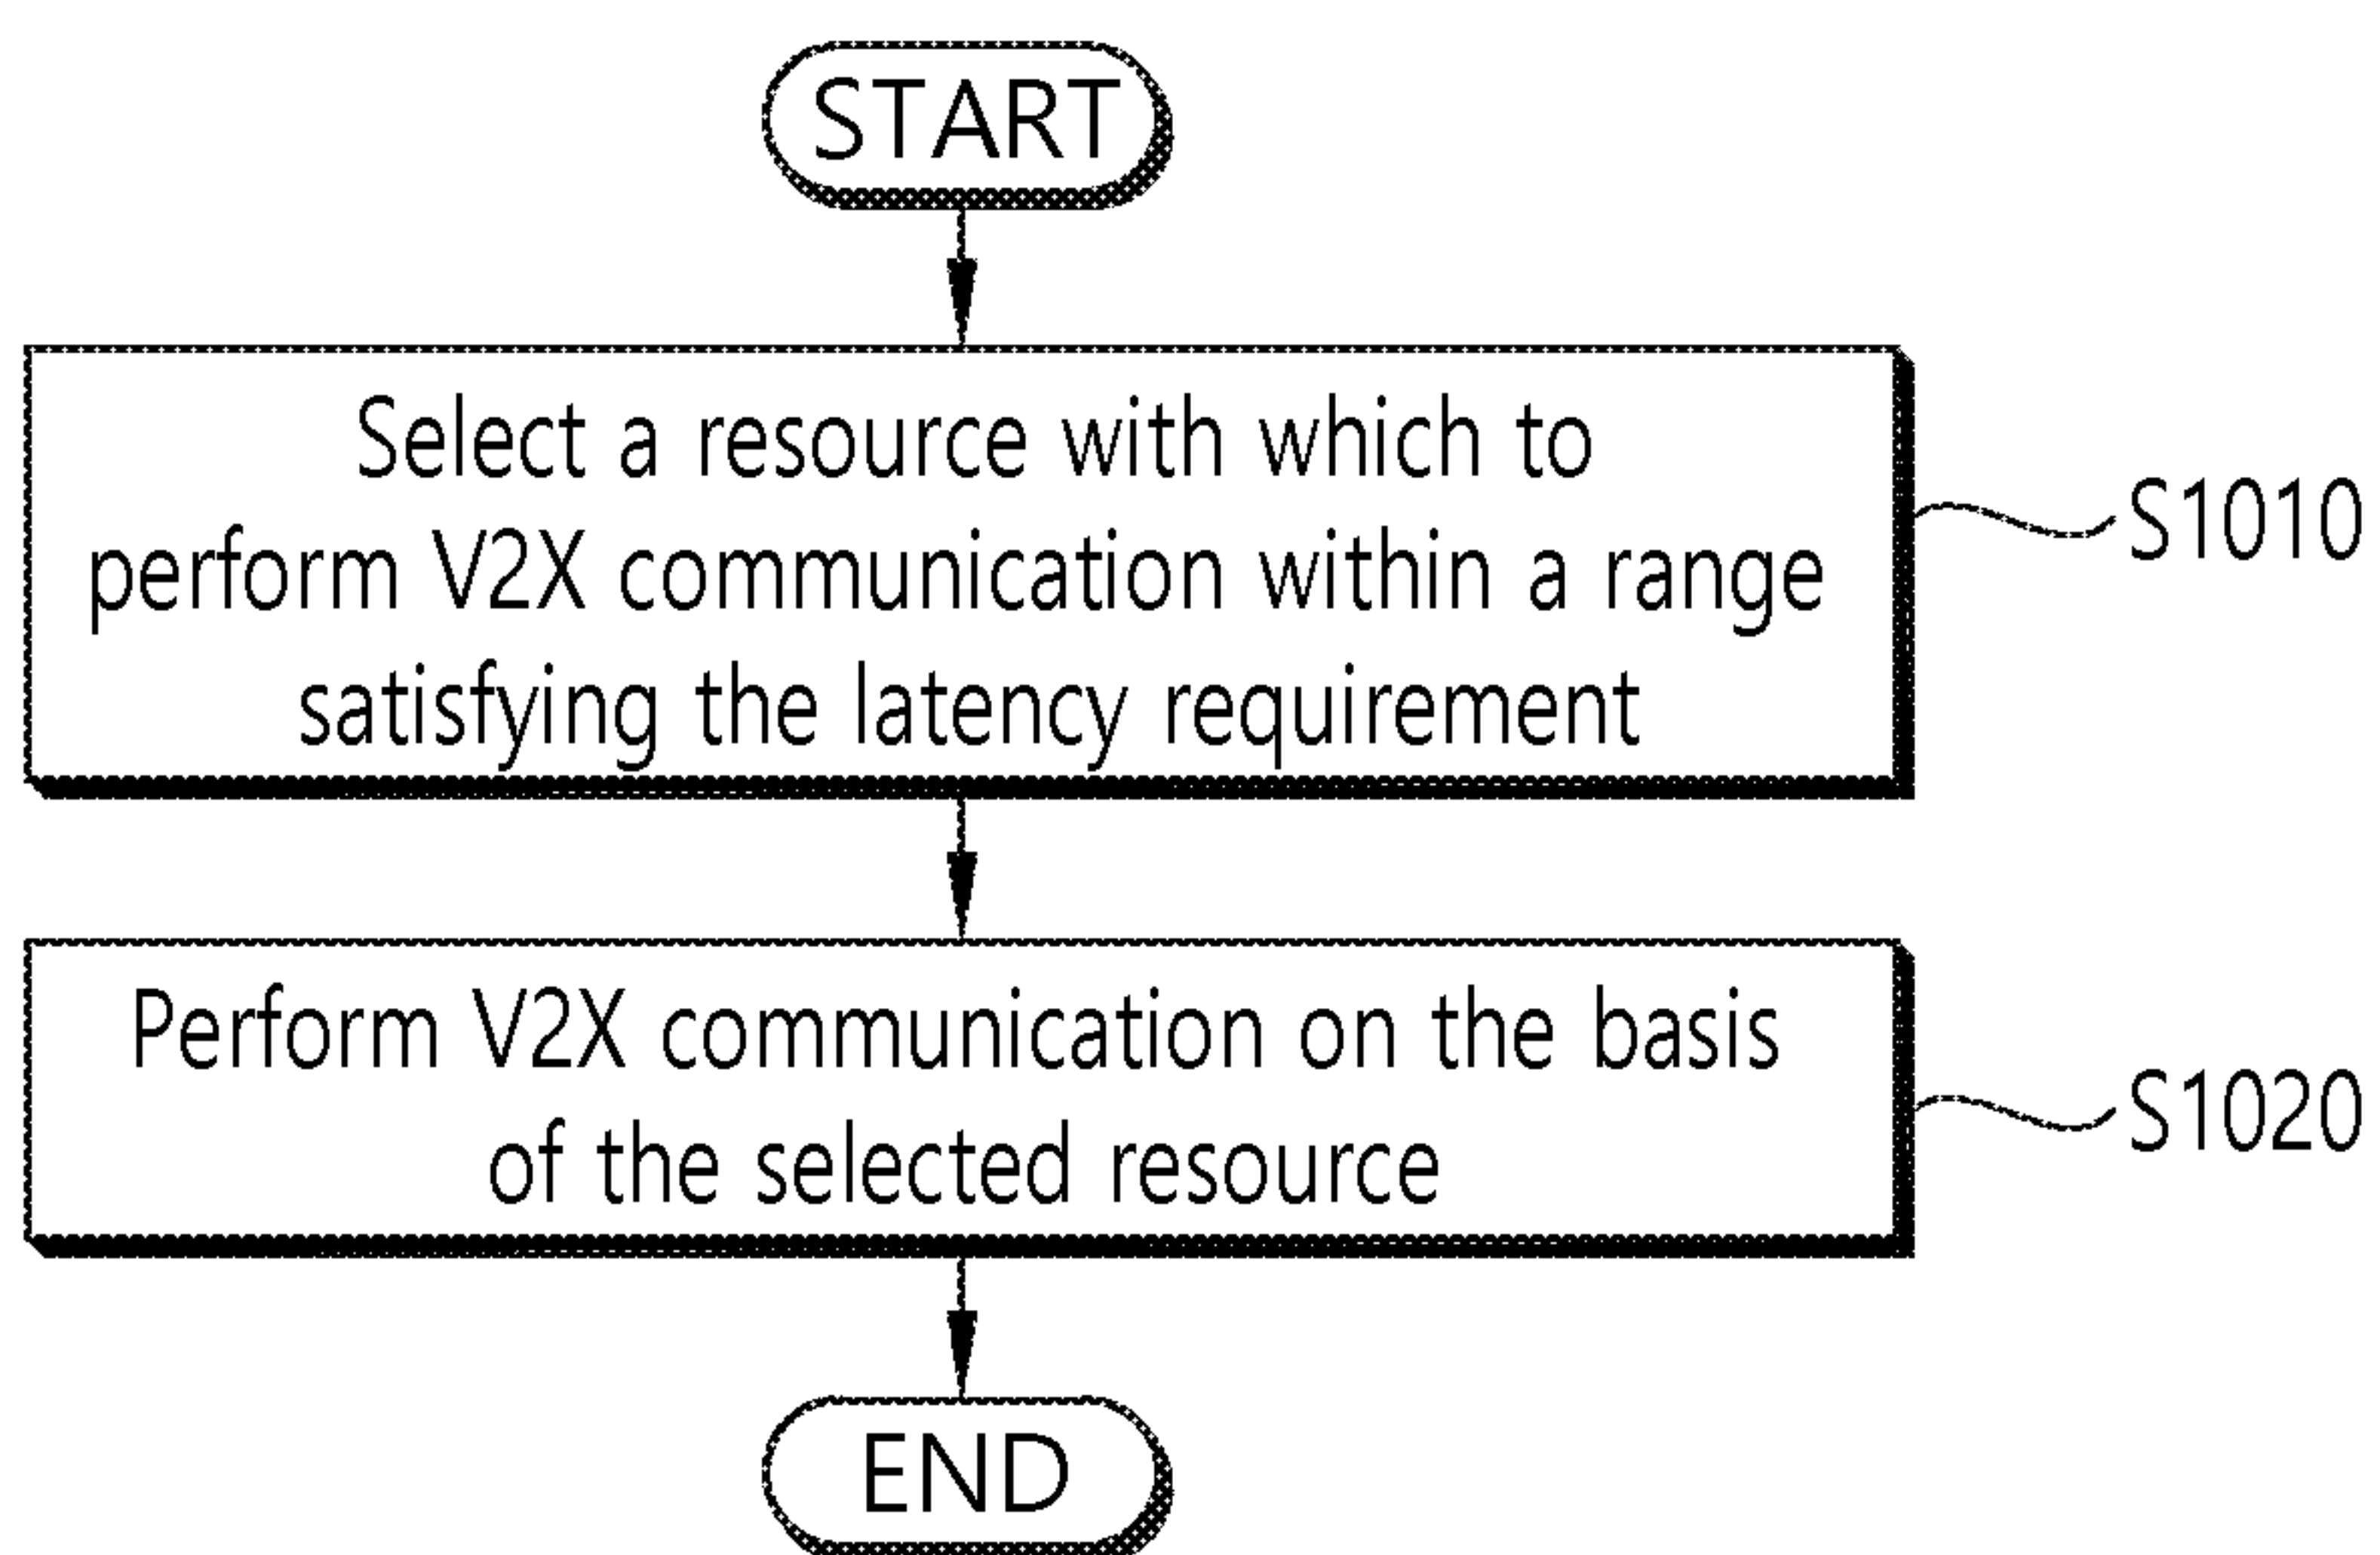 START
Select a resource with which to
perform V2X communication within a range
satisfying the latency requirement
S1010
Perform V2X communication on the basis
of the selected resource
S1020
END